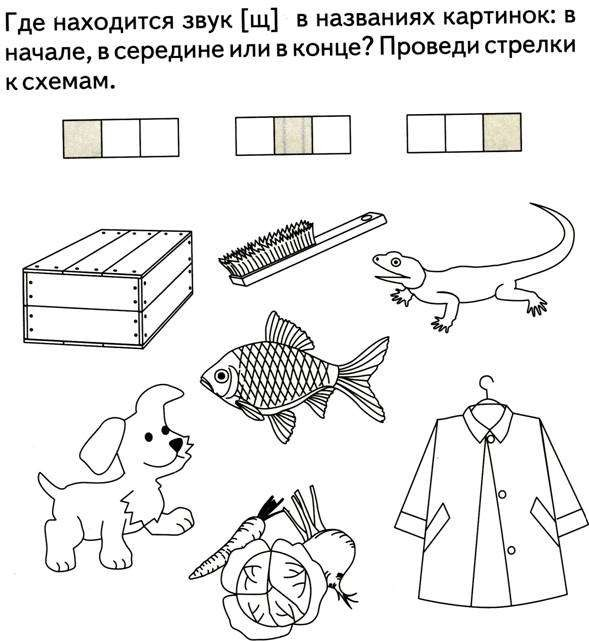 Где находится звук [щ] в названиях картинок: в
начале, в середине или в конце? Проведи стрелки
к схемам.